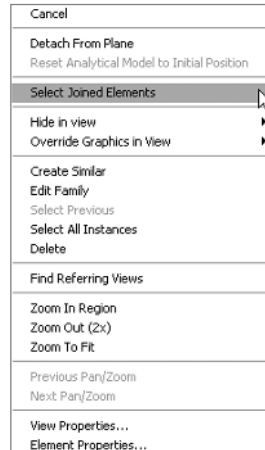 Cancel
Detach From Plane
Reset Analytical Model to Initial Position
Select Joined Elements
Hide in view
Override Graphics in View
Create Similar
Edit Family
Select Previous
Select All Instances
Delete
Find Referring Views
Zoom In Region
Zoom Out (2x)
Zoom To Fit
Previous Pan/Zoom
Next Pan/Zoom
View Properties...
Element Properties...